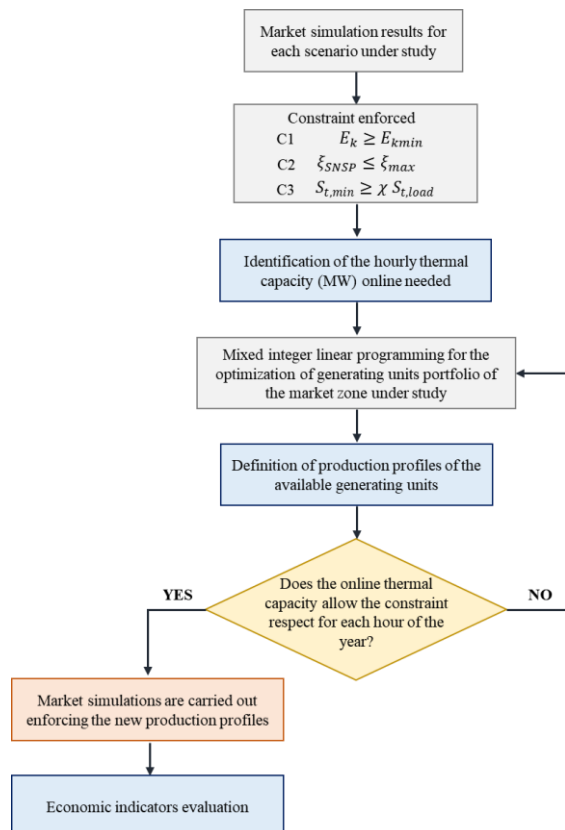 Market simulation results for
each scenario under study
Constraint enforced
C1 E_k ≥ E_kmin
C2 ξ_SNSP ≤ ξ_max
C3 S_t,min ≥ χ S_t,load
Identification of the hourly thermal
capacity (MW) online needed
Mixed integer linear programming for the
optimization of generating units portfolio of
the market zone under study
Definition of production profiles of the
available generating units
Does the online thermal
capacity allow the constraint
respect for each hour of the
year?
YES
NO
Market simulations are carried out
enforcing the new production profiles
Economic indicators evaluation